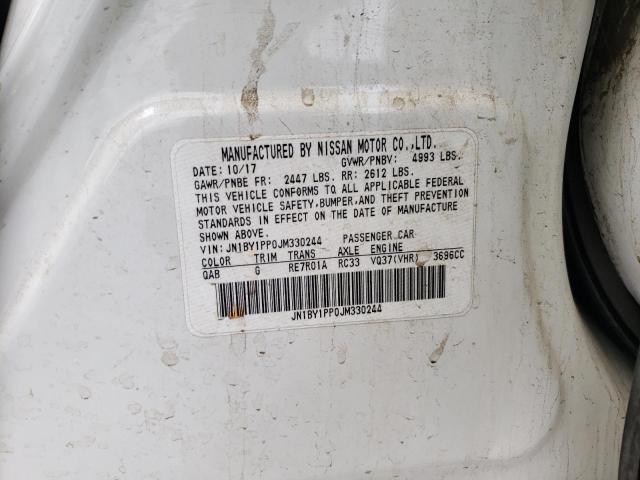 MANUFACTURED BY NISSAN MOTOR CO.,LTD.
DATE: 10/17 GVWR/PNBV: 4993 LBS.
GAWR/PNBE FR: 2447 LBS. RR: 2612 LBS.
THIS VEHICLE CONFORMS TO ALL APPLICABLE FEDERAL
MOTOR VEHICLE SAFETY,BUMPER,AND THEFT PREVENTION
STANDARDS IN EFFECT ON THE DATE OF MANUFACTURE
SHOWN ABOVE.
VIN: JN1BY1PP0JM330244 PASSENGER CAR
COLOR TRIM TRANS AXLE ENGINE
QAB G RE7R01A RC33 VQ37(VHR) 3696CC
JN1BY1PP0JM330244